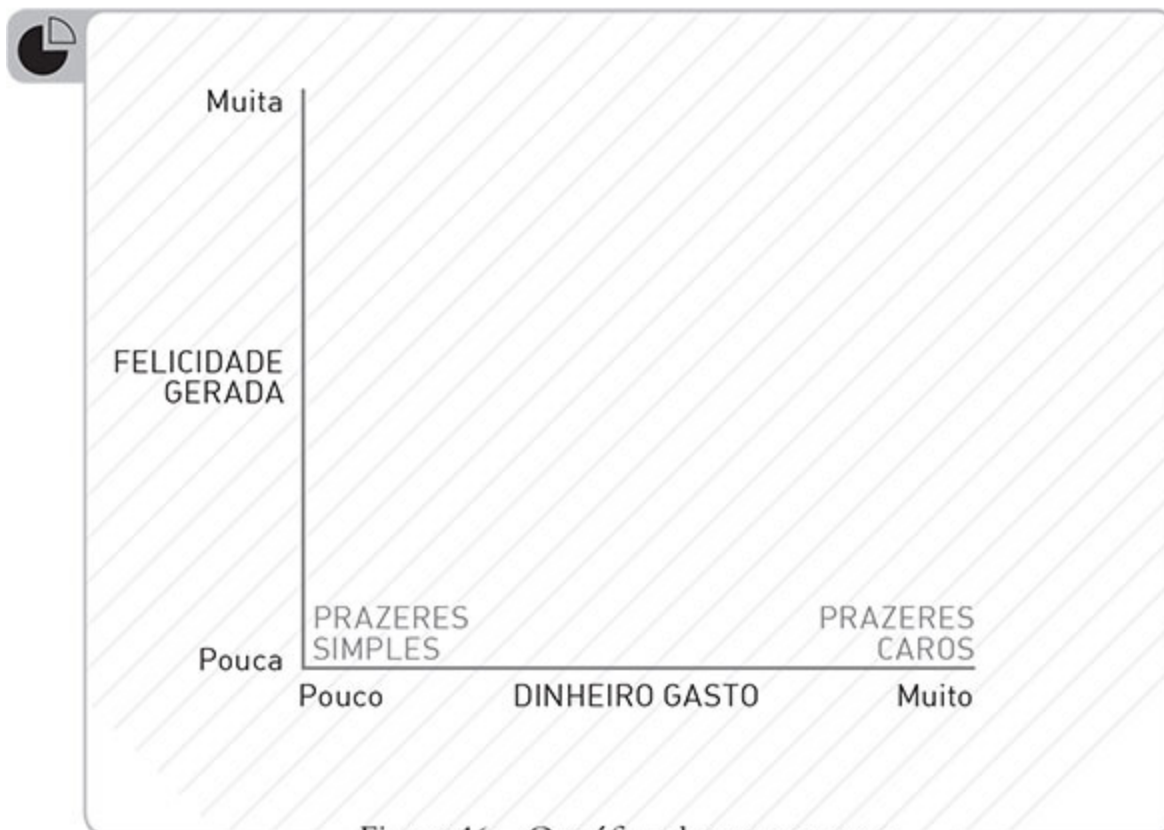 Muita
FELICIDADE
GERADA
PRAZERES
SIMPLES
PRAZERES
CAROS
Pouca
Pouco
DINHEIRO GASTO
Muito